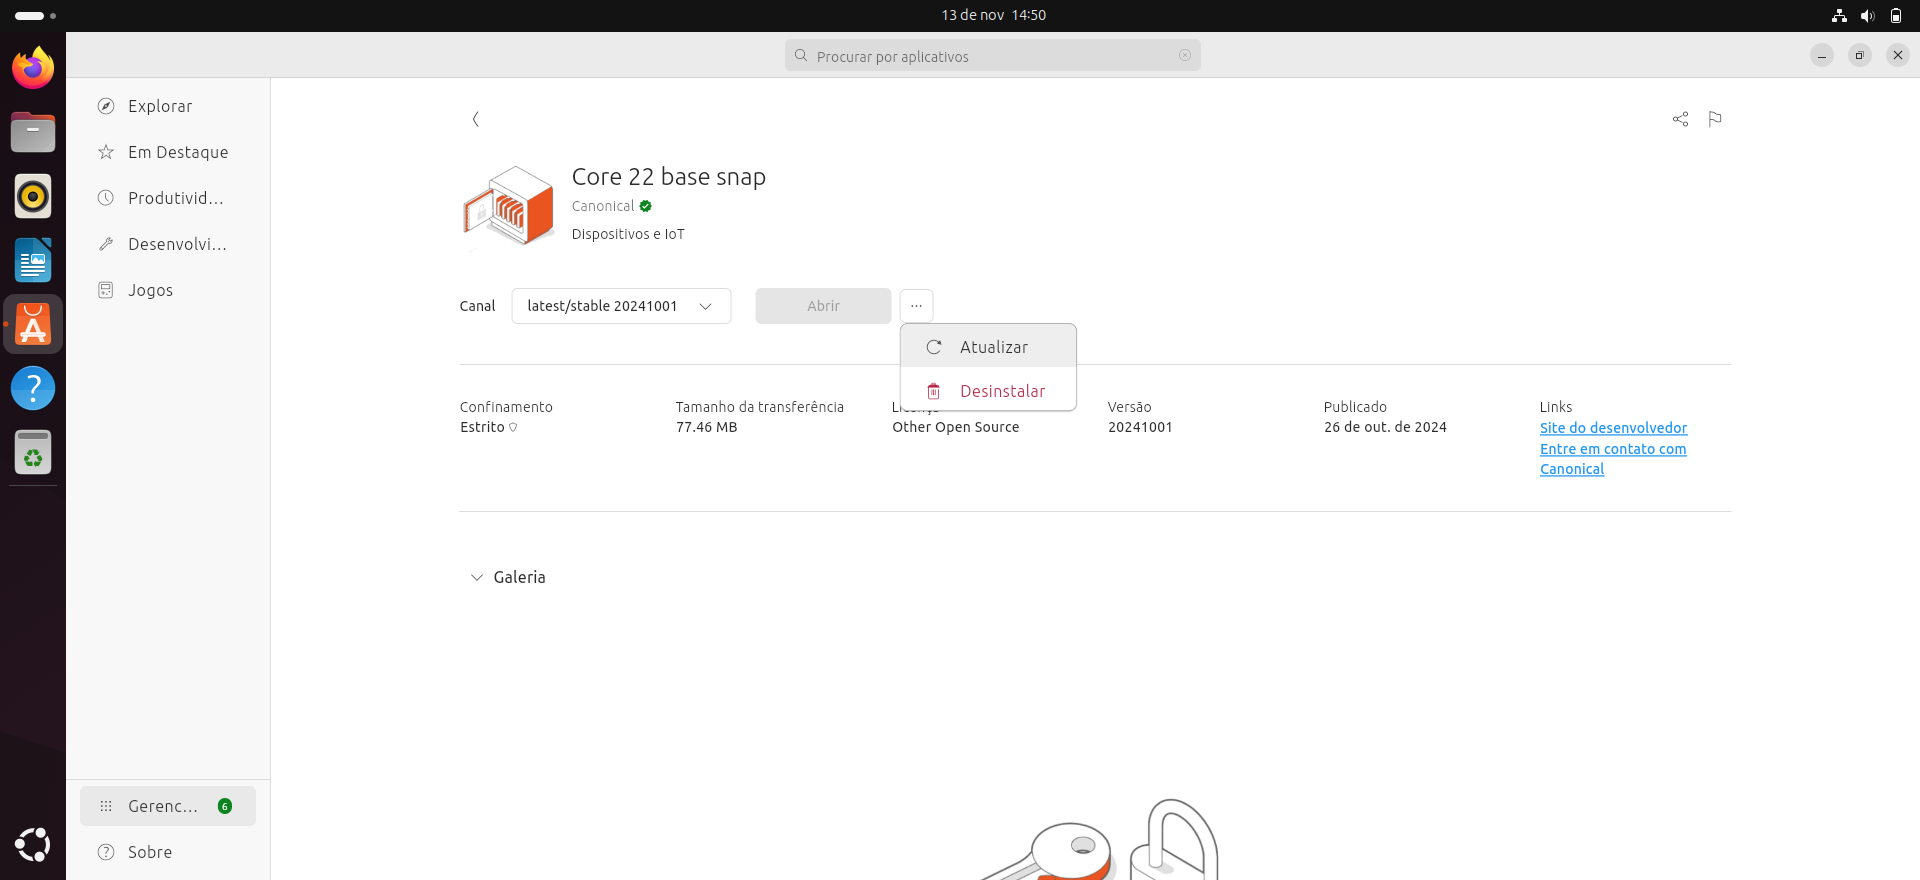 13 de nov 14:50
Procurar por aplicativos
Explorar
Em Destaque
Produtivid...
Desenvolvi...
Jogos
Core 22 base snap
Canonical
Dispositivos e IoT
Canal
latest/stable 20241001
Abrir
Atualizar
Desinstalar
Confinamento
Estrito
Tamanho da transferência
77.46 MB
Other Open Source
Versão
20241001
Publicado
26 de out. de 2024
Links
Site do desenvolvedor
Entre em contato com
Canonical
Galeria
Gerenc...
6
Sobre